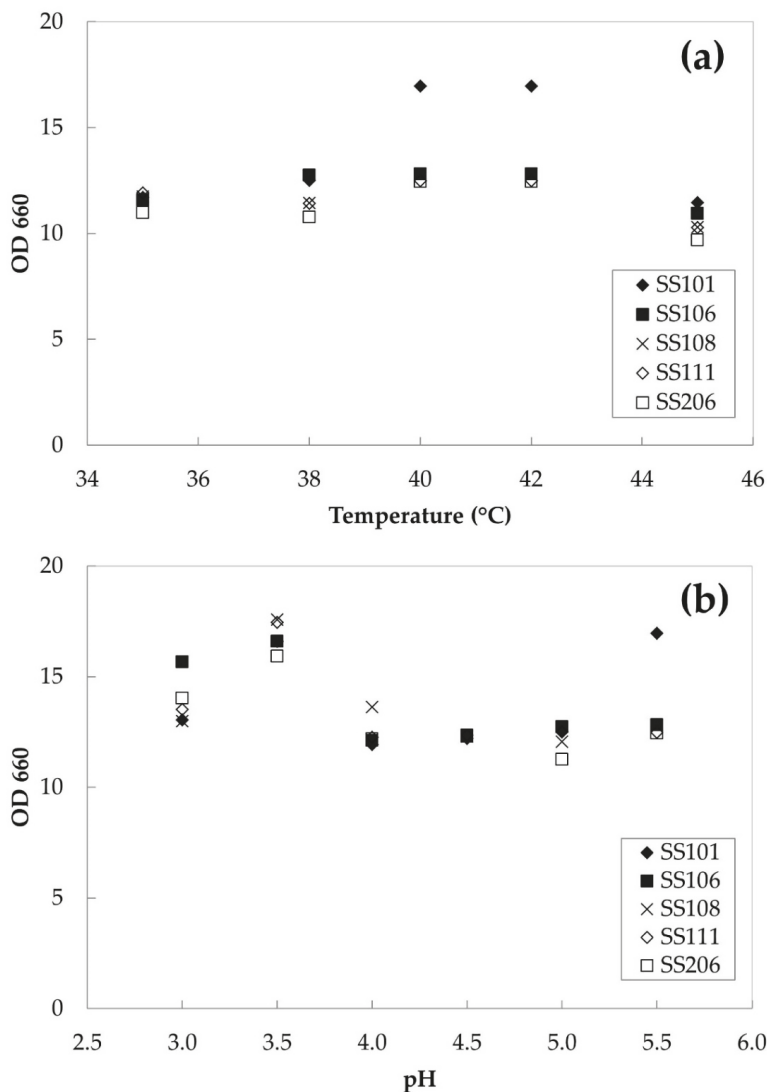 20
(a)
15
OD 660
10
SS101
SS106
5
SS108
SS111
SS206
0
34 36 38 40 42 44 46
Temperature (°C)
20
(b)
15
OD 660
10
SS101
SS106
5
SS108
SS111
SS206
0
2.5 3.0 3.5 4.0 4.5 5.0 5.5 6.0
pH